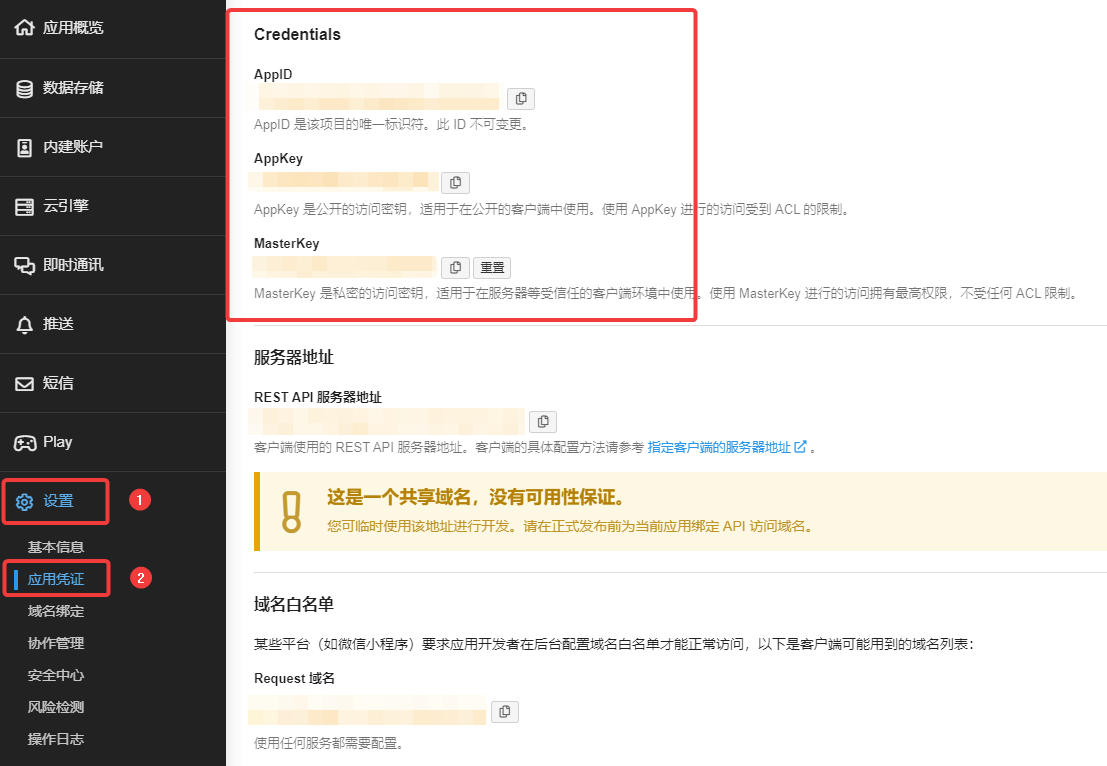 应用概览
数据存储
内建账户
云引擎
即时通讯
推送
短信
Play
设置
1
基本信息
应用凭证
2
域名绑定
协作管理
安全中心
风险检测
操作日志
Credentials
AppID
AppID 是该项目的唯一标识符。此 ID 不可变更。
AppKey
AppKey 是公开的访问密钥，适用于在公开的客户端中使用。使用 AppKey 进行的访问受到 ACL 的限制。
MasterKey
重置
MasterKey 是私密的访问密钥，适用于在服务器等受信任的客户端环境中使用。使用 MasterKey 进行的访问拥有最高权限，不受任何 ACL 限制。
服务器地址
REST API 服务器地址
客户端使用的 REST API 服务器地址。客户端的具体配置方法请参考 指定客户端的服务器地址 。
这是一个共享域名，没有可用性保证。
您可临时使用该地址进行开发。请在正式发布前为当前应用绑定 API 访问域名。
域名白名单
某些平台（如微信小程序）要求应用开发者在后台配置域名白名单才能正常访问，以下是客户端可能用到的域名列表：
Request 域名
使用任何服务都需要配置。